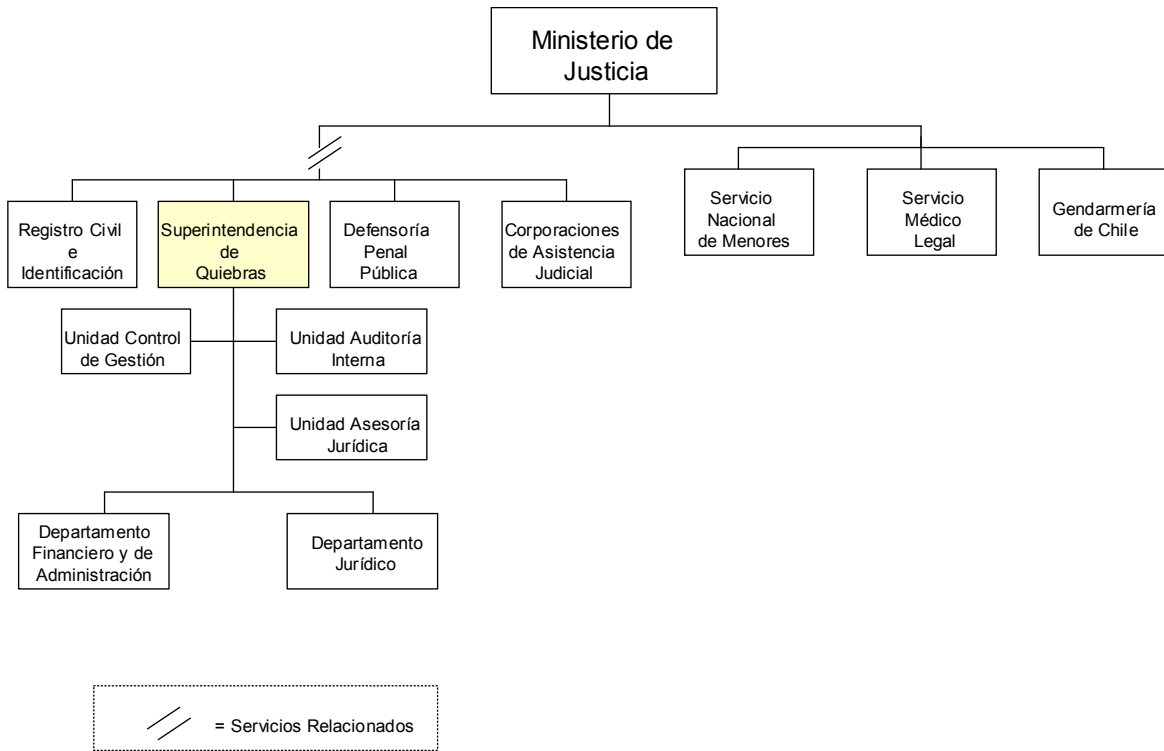 Ministerio de
Justicia
Registro Civil
e
Identificación
Superintendencia
de
Quiebras
Defensoría
Penal
Pública
Corporaciones
de Asistencia
Judicial
Servicio
Nacional
de Menores
Servicio
Médico
Legal
Gendarmería
de Chile
Unidad Control
de Gestión
Unidad Auditoría
Interna
Unidad Asesoría
Jurídica
Departamento
Financiero y de
Administración
Departamento
Jurídico
= Servicios Relacionados